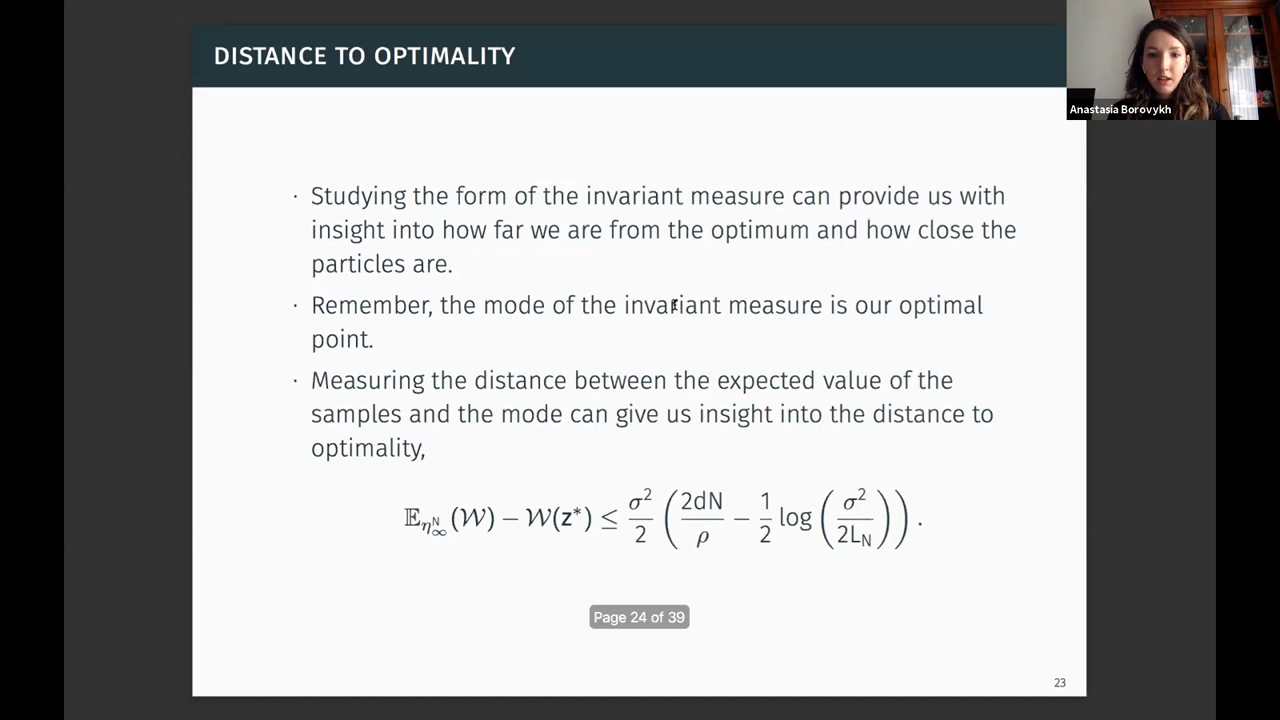 DISTANCE TO OPTIMALITY
Anastasia Borovykh
· Studying the form of the invariant measure can provide us with
insight into how far we are from the optimum and how close the
particles are.
· Remember, the mode of the invariant measure is our optimal
point.
· Measuring the distance between the expected value of the
samples and the mode can give us insight into the distance to
optimality,
𝔼_{η_∞^N}(𝒲) − 𝒲(z*) ≤ σ²/2 (2dN/ρ − 1/2 log(σ²/2L_N)).
Page 24 of 39
23